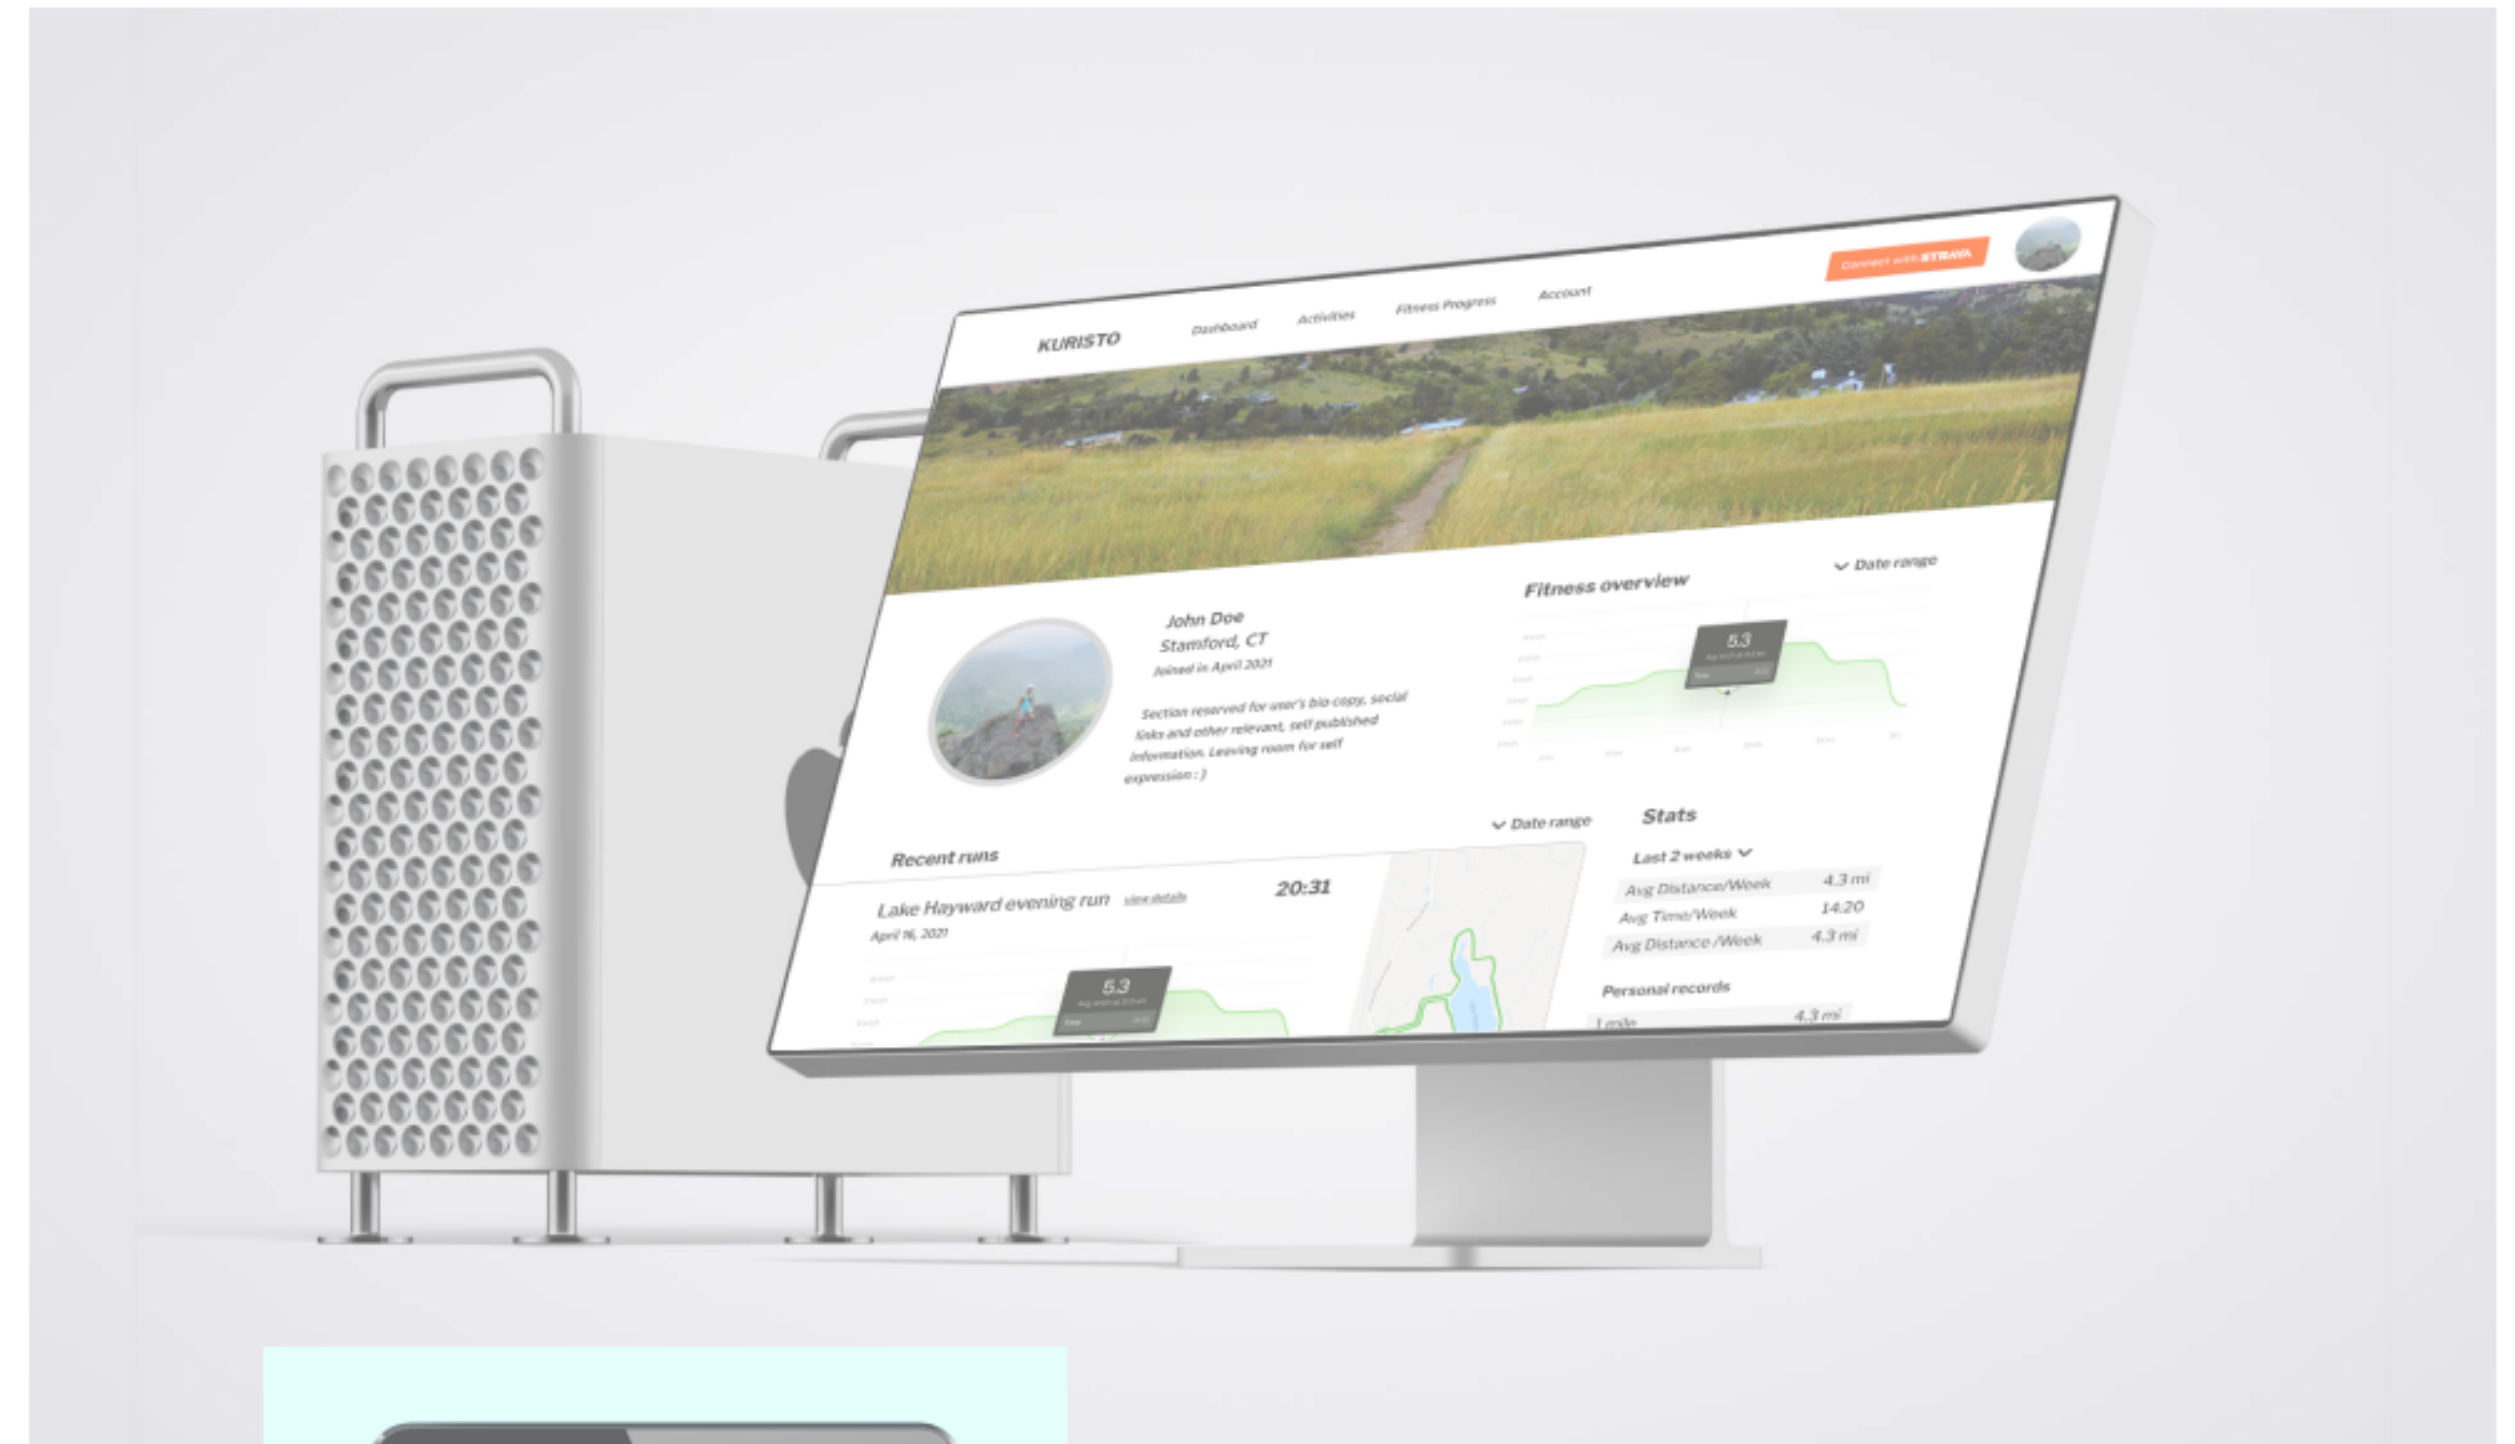 KURISTO
Dashboard
Activities
Fitness Progress
Account
Connect with STRAVA
John Doe
Stamford, CT
Joined in April 2021
Section reserved for user's bio copy, social
links and other relevant, self published
information. Leaving room for self
expression : )
Fitness overview
Date range
5.3
Time
Recent runs
Date range
Lake Hayward evening run
view details
20:31
April 16, 2021
5.3
Time
Stats
Last 2 weeks
Avg Distance/Week 4.3 mi
Avg Time/Week 14:20
Avg Distance /Week 4.3 mi
Personal records
1 mile 4.3 mi